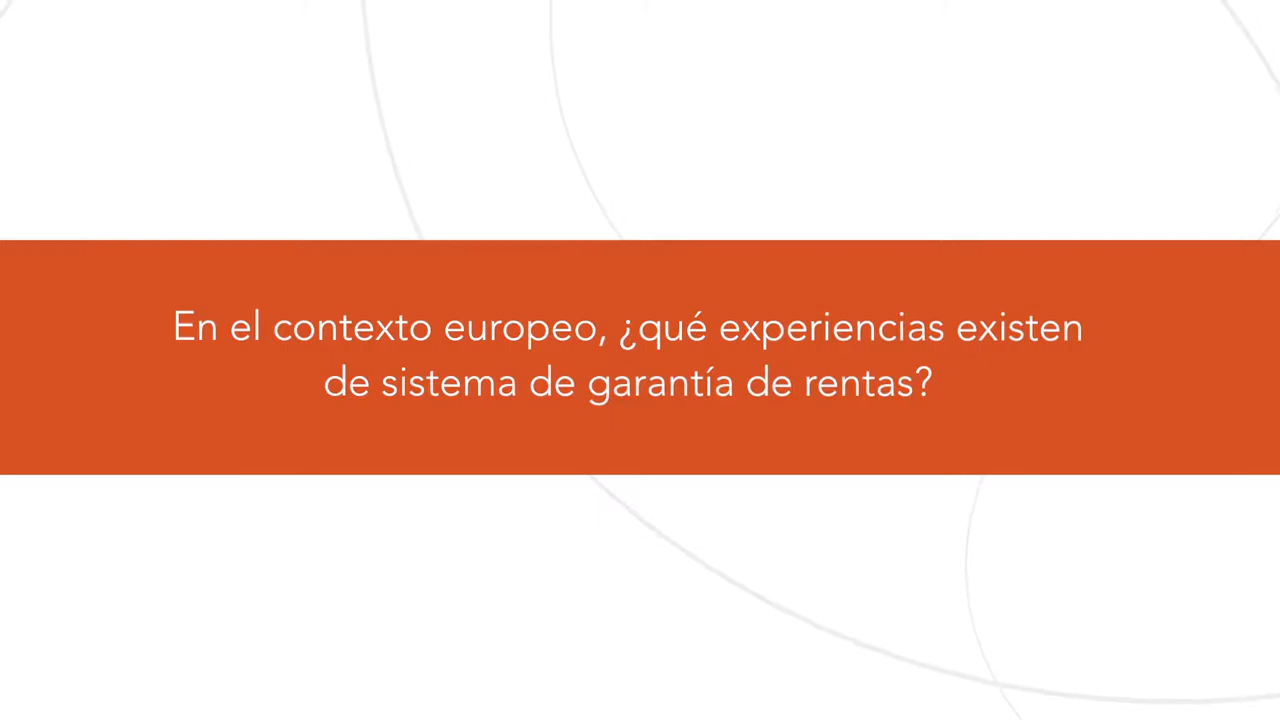 En el contexto europeo, ¿qué experiencias existen
de sistema de garantía de rentas?